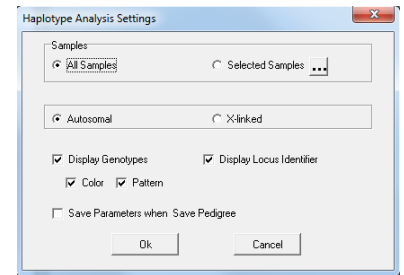 Haplotype Analysis Settings
Samples
All Samples Selected Samples ...
Autosomal X-linked
Display Genotypes Display Locus Identifier
Color Pattern
Save Parameters when Save Pedigree
Ok Cancel